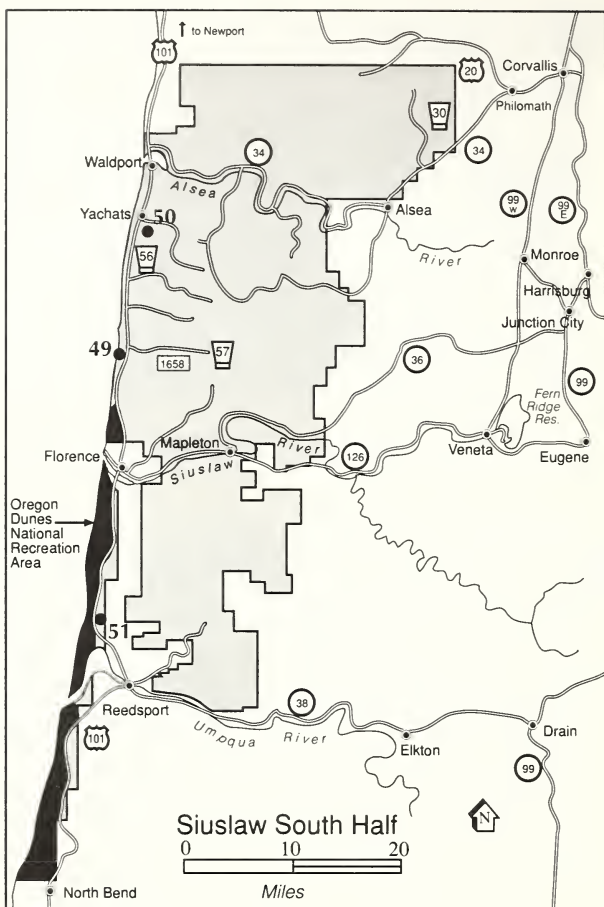 ↑ to Newport
101
20
Corvallis
Philomath
30
34
34
Waldport
Alsea
Yachats
50
Alsea
River
99 W
99 E
56
Monroe
Harrisburg
Junction City
49
1658
57
36
99
Fern
Ridge
Res.
Mapleton
River
Florence
Siuslaw
126
Veneta
Eugene
Oregon
Dunes
National
Recreation
Area
51
Reedsport
38
Umpqua River
101
Elkton
Drain
99
Siuslaw South Half
N
0 10 20
Miles
North Bend